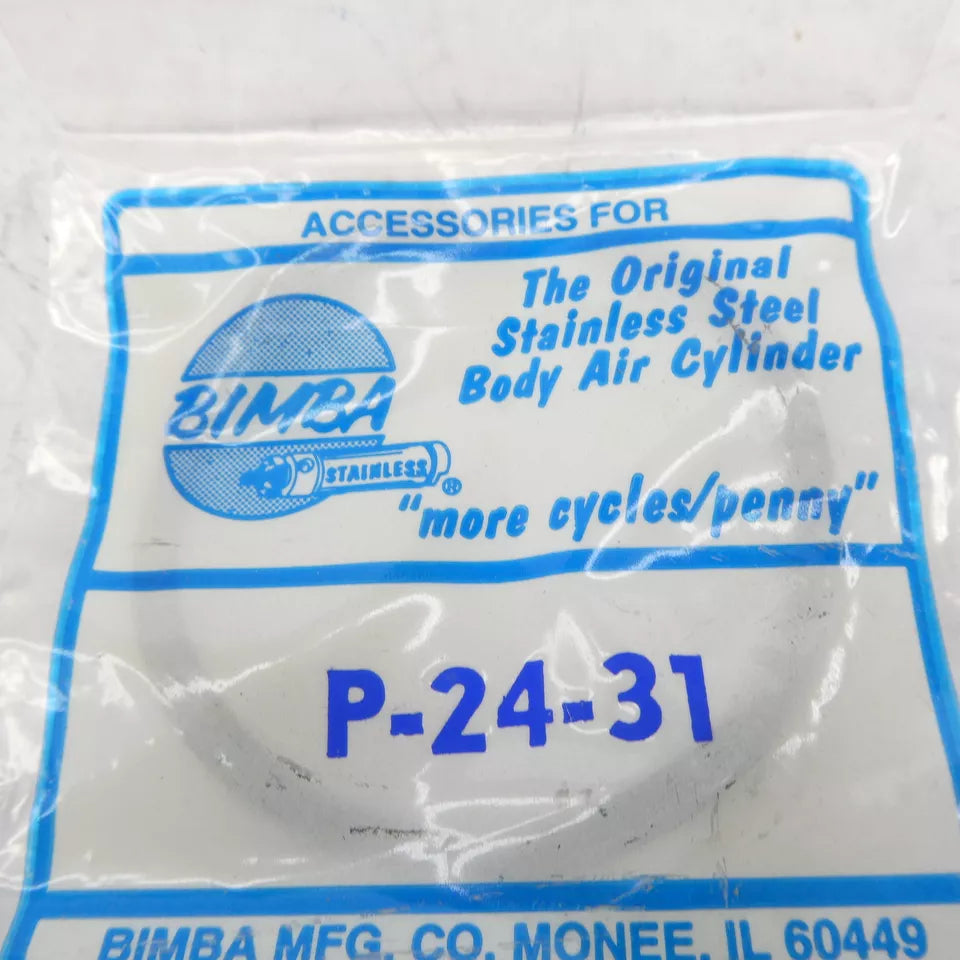 ACCESSORIES FOR
The Original
Stainless Steel
Body Air Cylinder
BIMBA
STAINLESS
®
"more cycles/penny"
P-24-31
BIMBA MFG. CO. MONEE, IL 60449